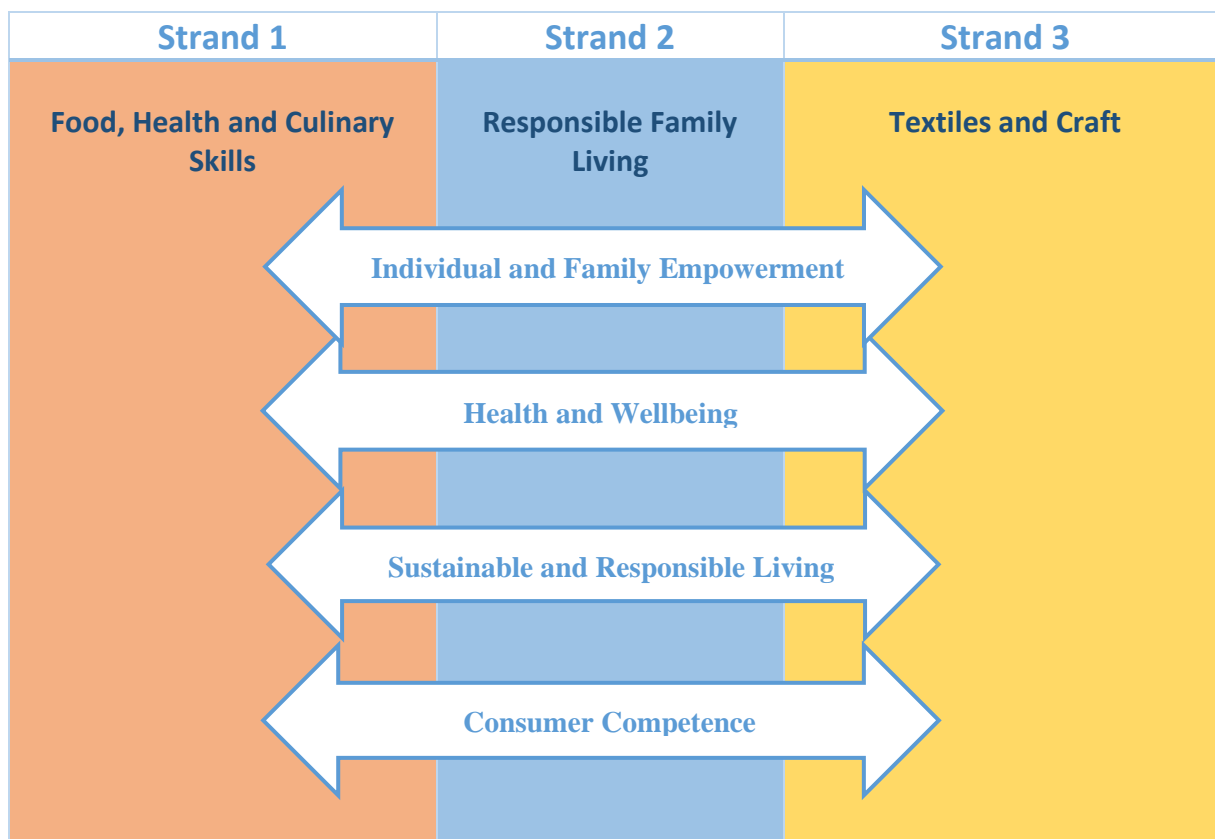 Strand 1
Strand 2
Strand 3
Food, Health and Culinary
Skills
Responsible Family
Living
Textiles and Craft
Individual and Family Empowerment
Health and Wellbeing
Sustainable and Responsible Living
Consumer Competence